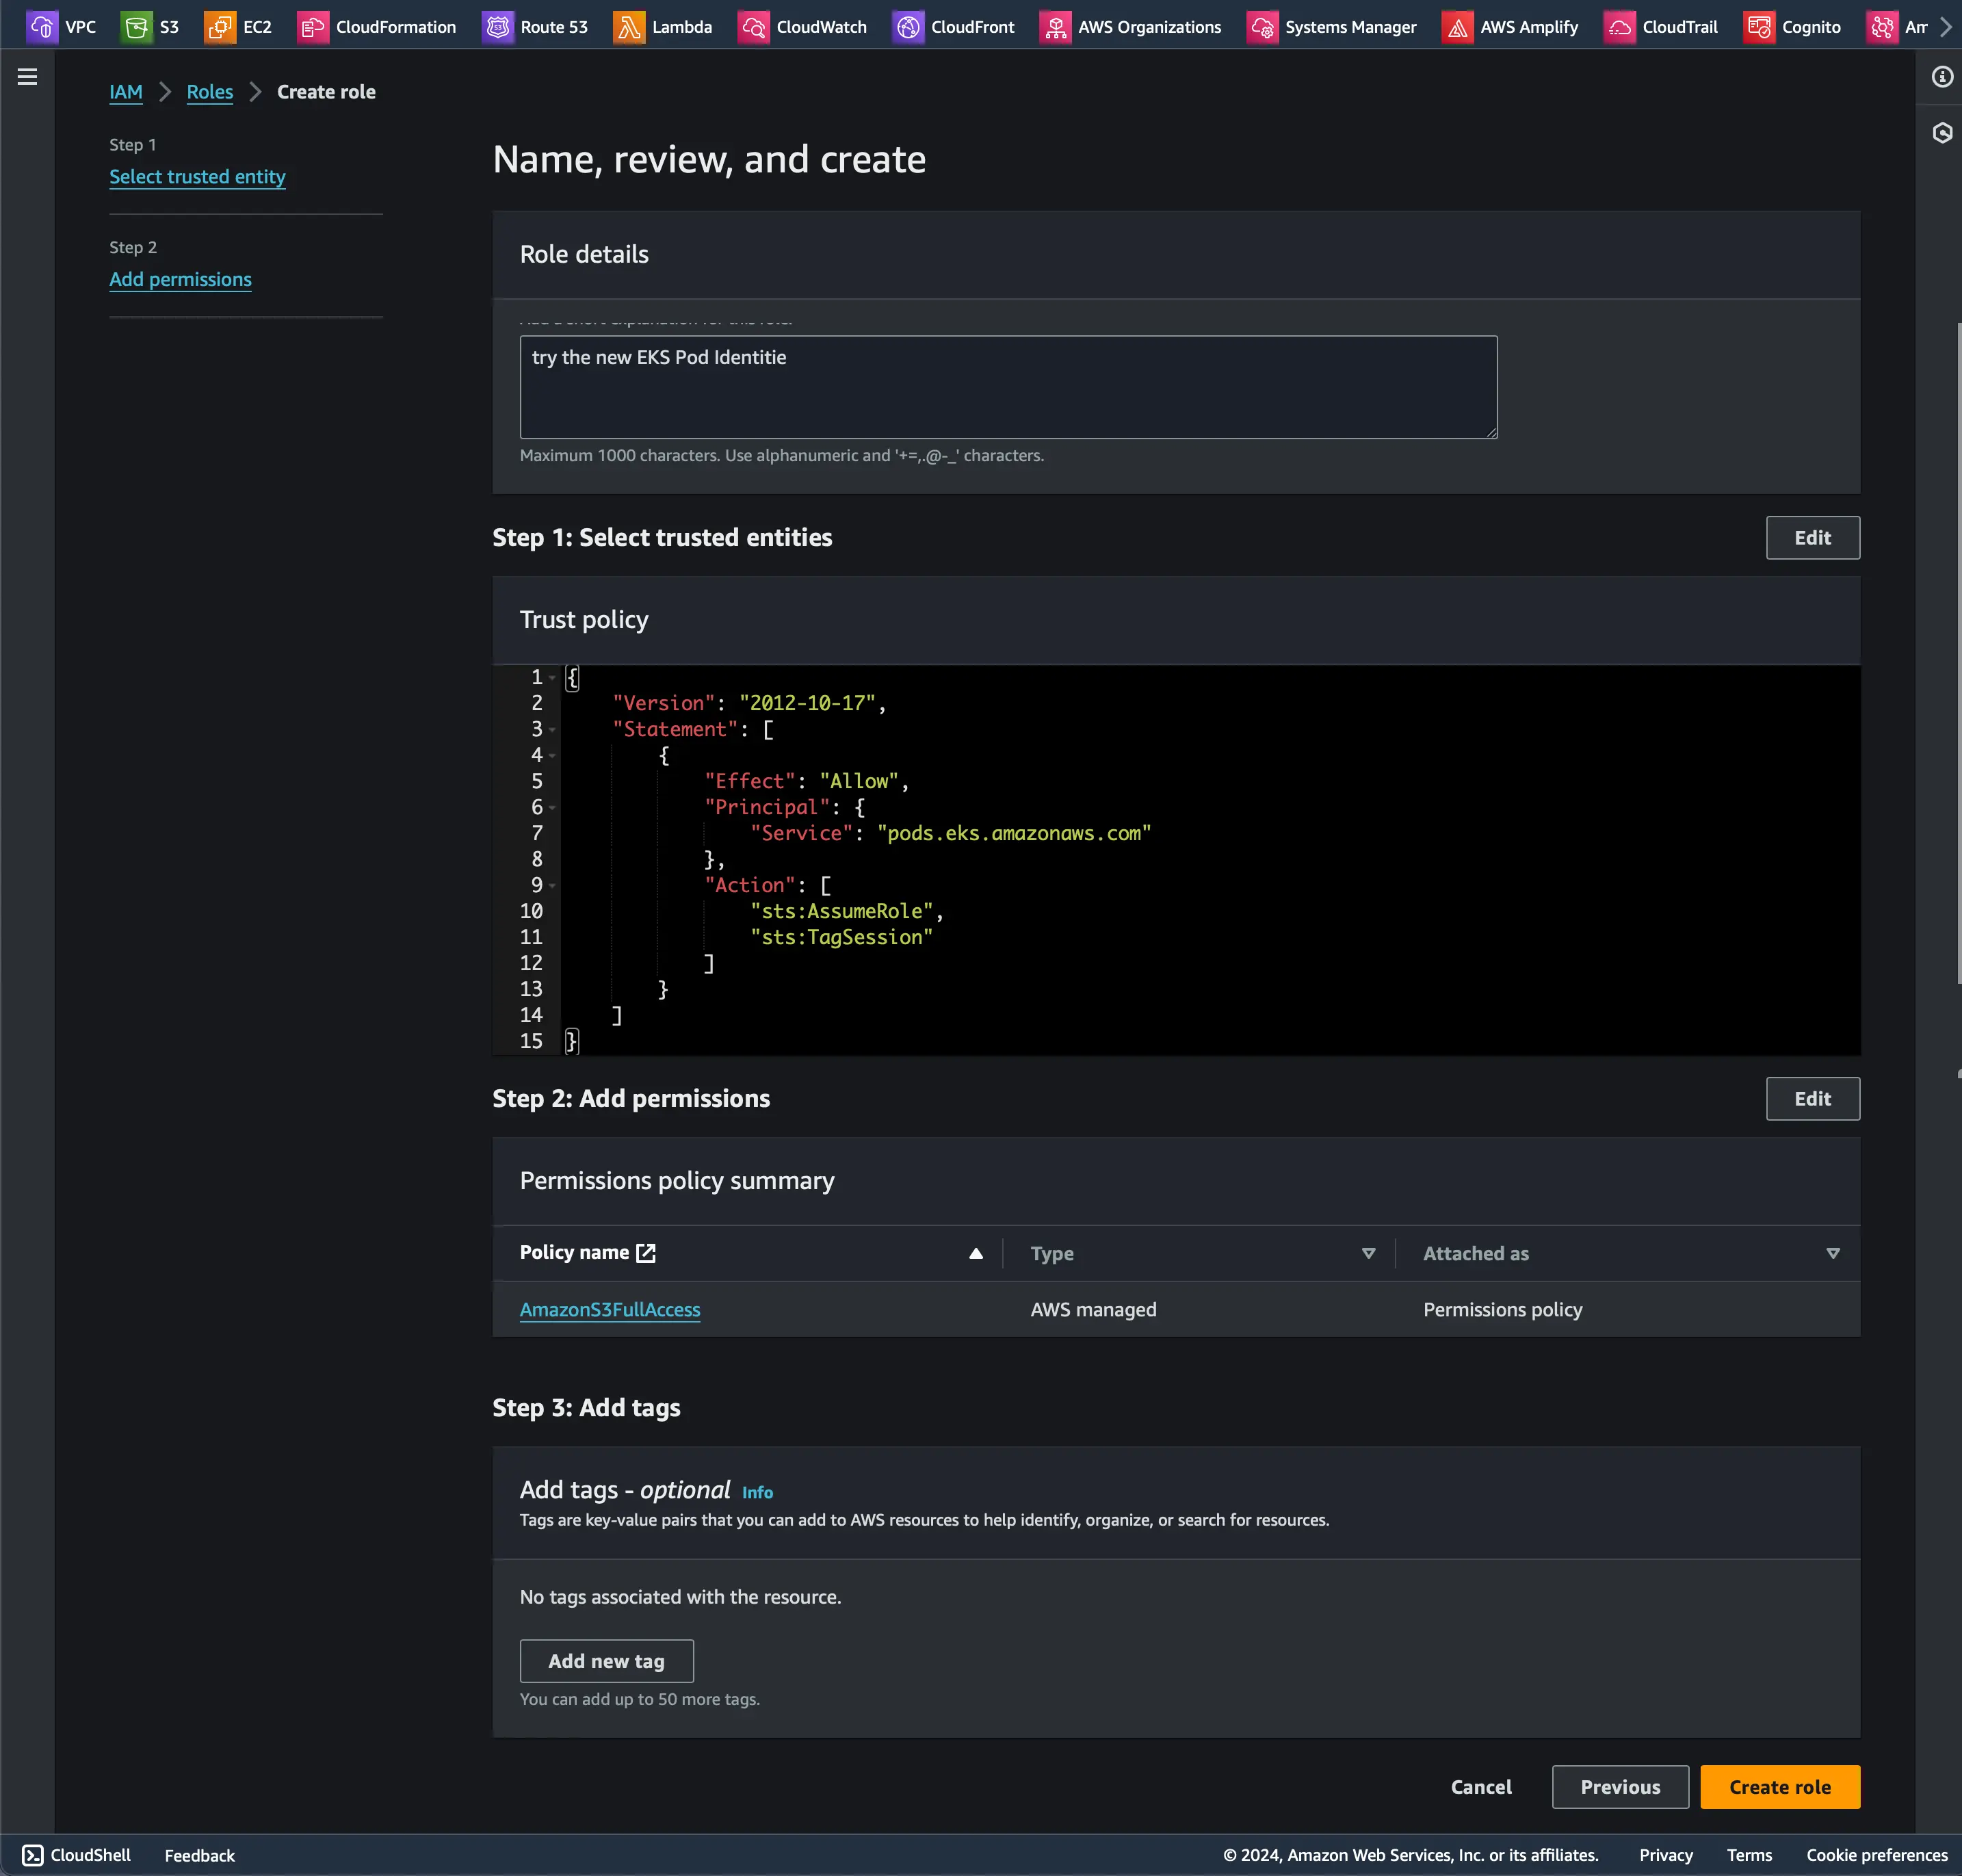 VPC S3 EC2 CloudFormation Route 53 Lambda CloudWatch CloudFront AWS Organizations Systems Manager AWS Amplify CloudTrail Cognito
IAM Roles Create role
Step 1
Select trusted entity
Step 2
Add permissions
Name, review, and create
Role details
Add a short explanation for this role.
try the new EKS Pod Identitie
Maximum 1000 characters. Use alphanumeric and '+=,.@-_' characters.
Step 1: Select trusted entities
Edit
Trust policy
1 {
2 "Version": "2012-10-17",
3 "Statement": [
4 {
5 "Effect": "Allow",
6 "Principal": {
7 "Service": "pods.eks.amazonaws.com"
8 },
9 "Action": [
10 "sts:AssumeRole",
11 "sts:TagSession"
12 ]
13 }
14 ]
15 }
Step 2: Add permissions
Edit
Permissions policy summary
Policy name Type Attached as
AmazonS3FullAccess AWS managed Permissions policy
Step 3: Add tags
Add tags - optional Info
Tags are key-value pairs that you can add to AWS resources to help identify, organize, or search for resources.
No tags associated with the resource.
Add new tag
You can add up to 50 more tags.
Cancel Previous Create role
CloudShell Feedback © 2024, Amazon Web Services, Inc. or its affiliates. Privacy Terms Cookie preferences